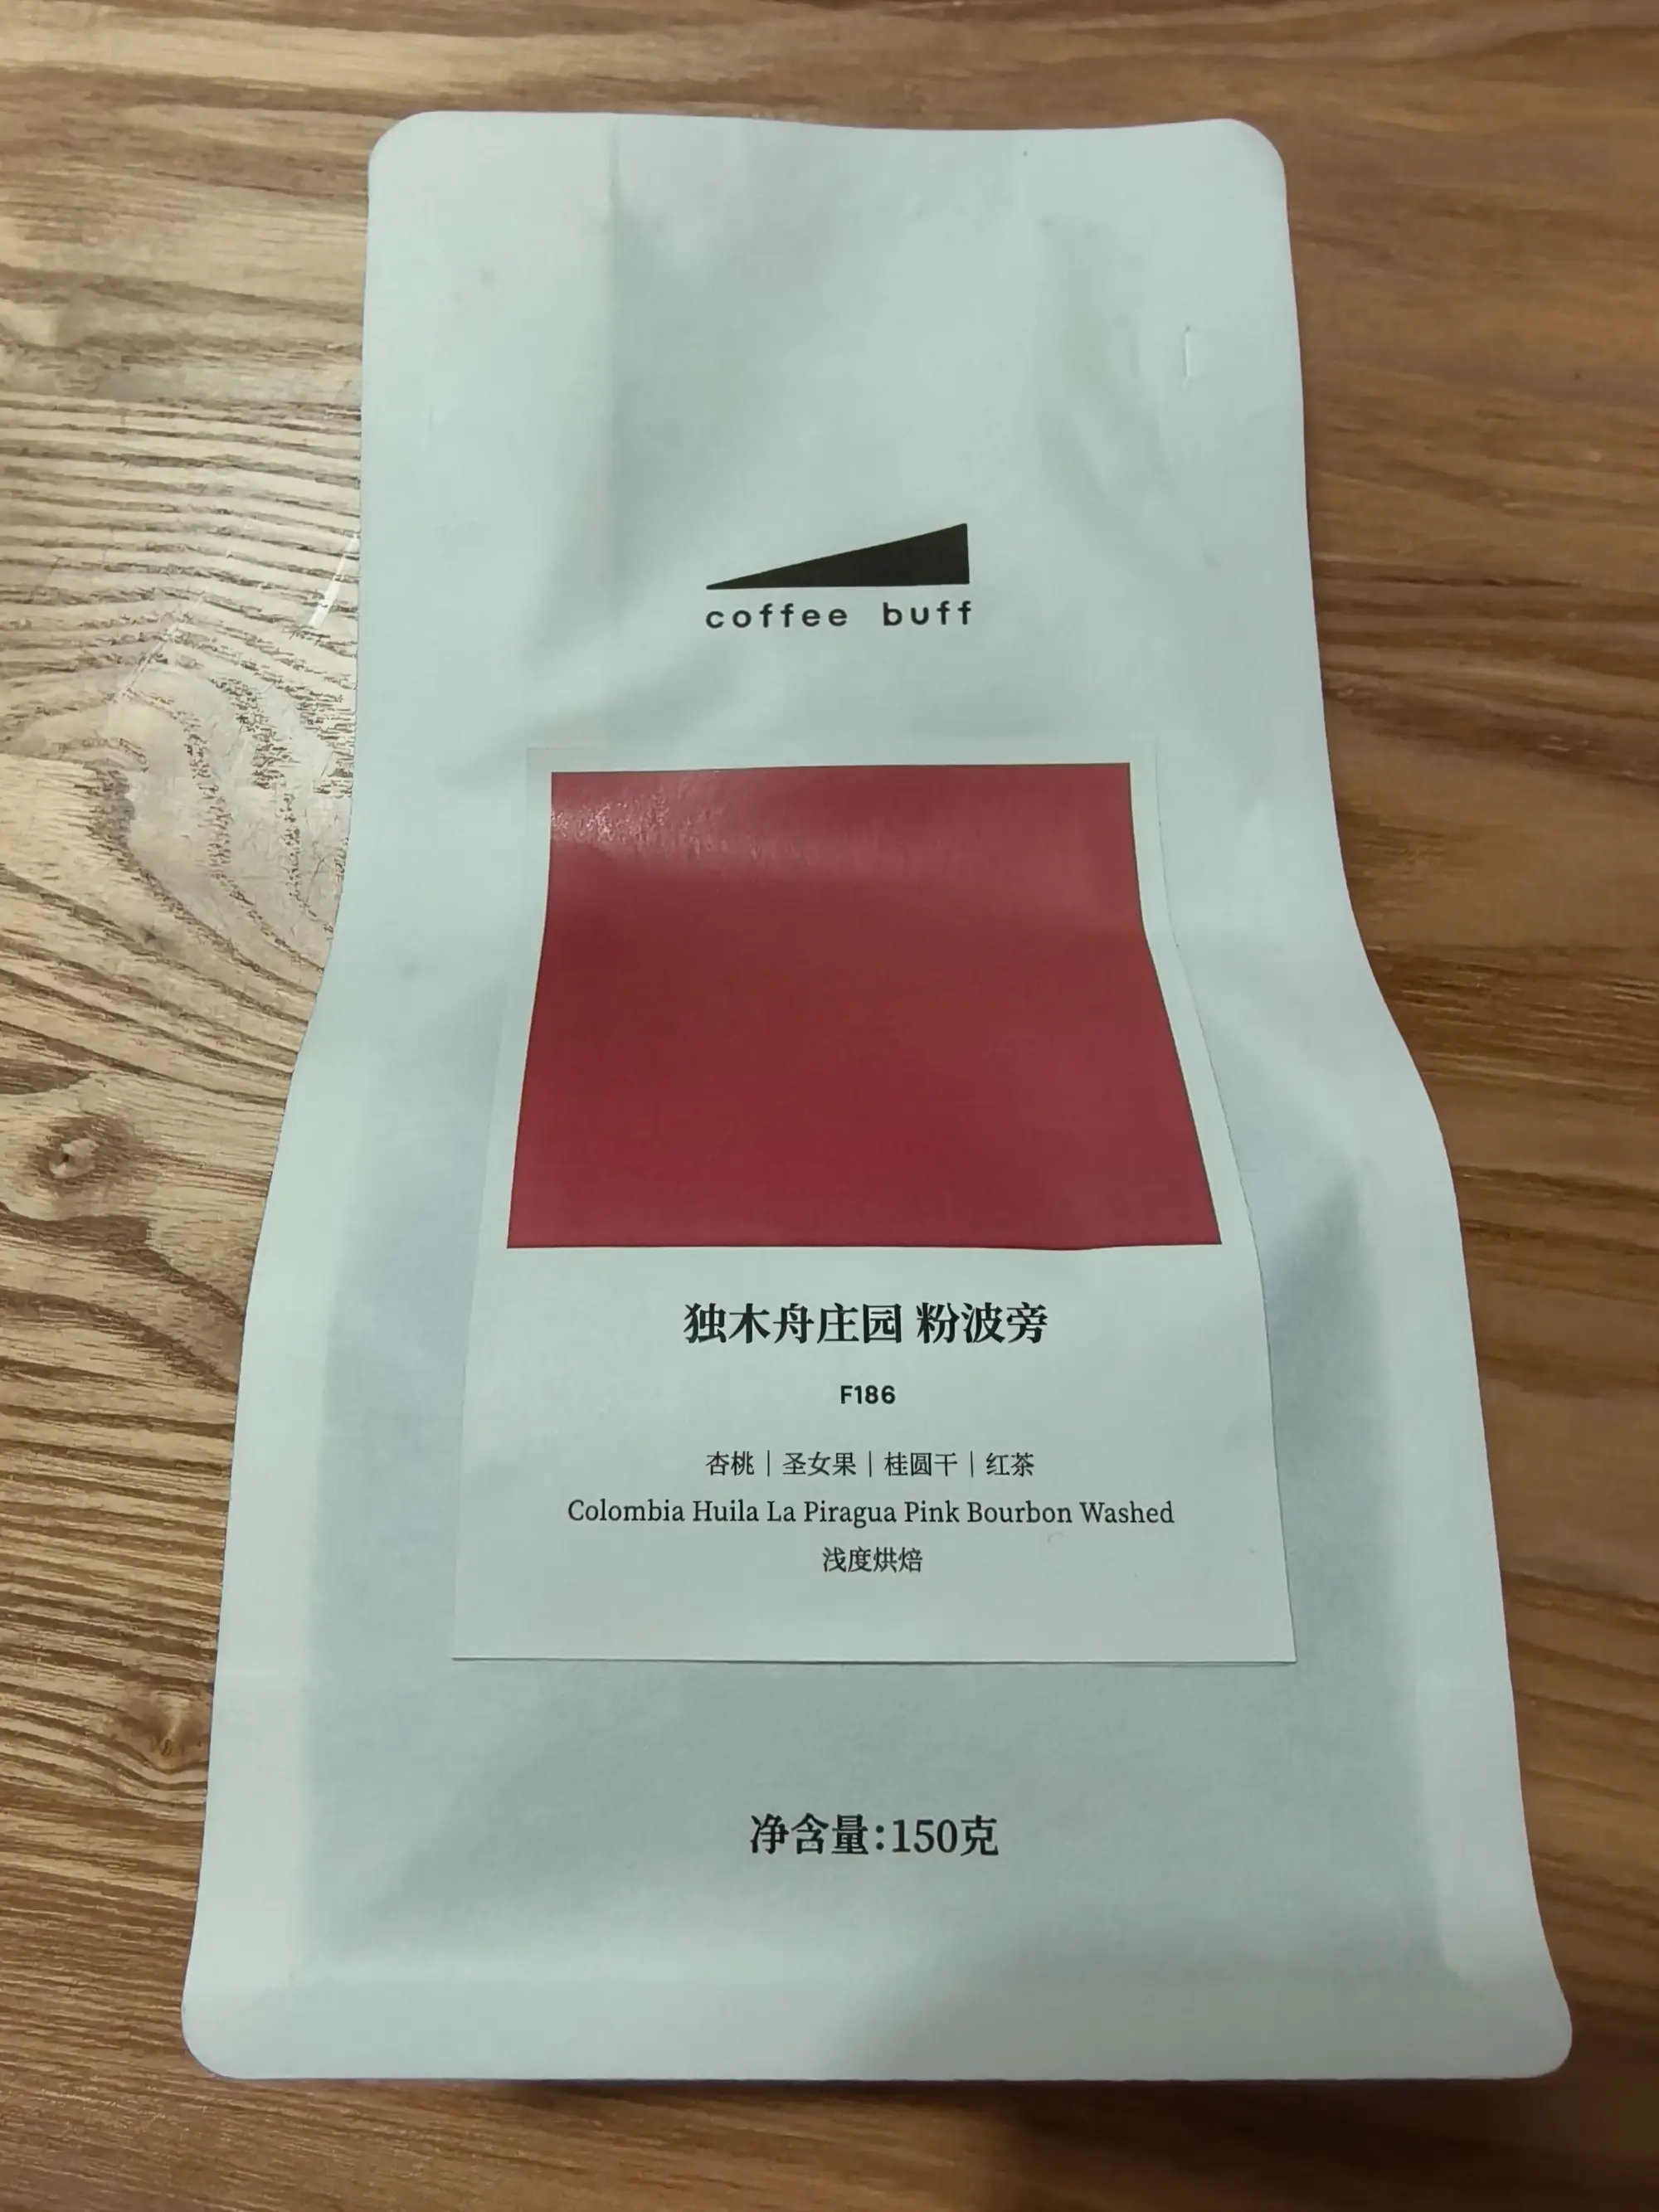 coffee buff
独木舟庄园 粉波旁
F186
杏桃｜圣女果｜桂圆干｜红茶
Colombia Huila La Piragua Pink Bourbon Washed
浅度烘焙
净含量:150克